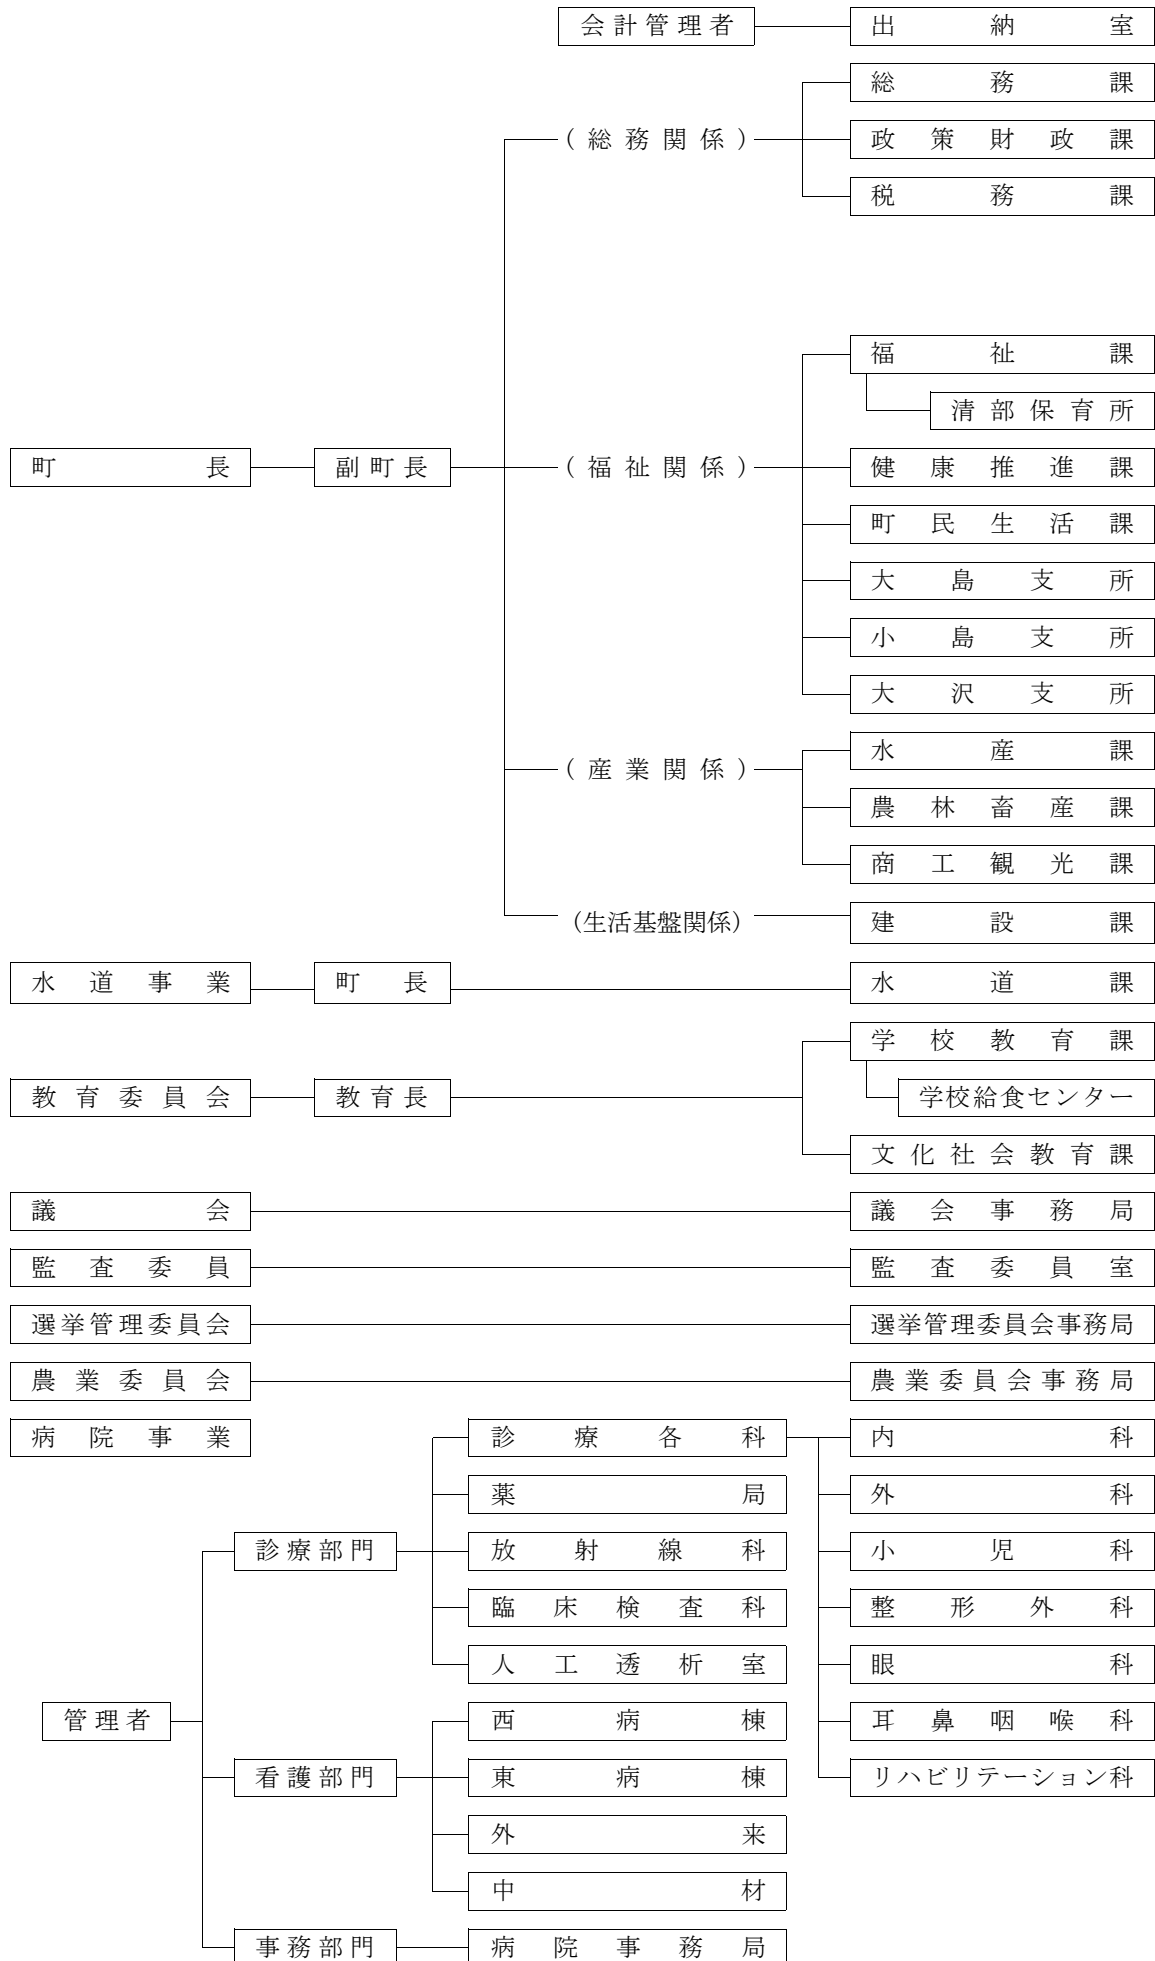 会計管理者 出納室
総務課
(総務関係) 政策財政課
税務課
福祉課
清部保育所
町長 副町長 (福祉関係) 健康推進課
町民生活課
大島支所
小島支所
大沢支所
水産課
(産業関係)
農林畜産課
商工観光課
(生活基盤関係) 建設課
水道事業 町長 水道課
学校教育課
教育委員会 教育長 学校給食センター
文化社会教育課
議会 議会事務局
監査委員 監査委員室
選挙管理委員会 選挙管理委員会事務局
農業委員会 農業委員会事務局
病院事業 診療各科 内科
薬局 外科
診療部門 放射線科 小児科
臨床検査科 整形外科
人工透析室 眼科
管理者 西病棟 耳鼻咽喉科
看護部門 東病棟 リハビリテーション科
外来
中材
事務部門 病院事務局